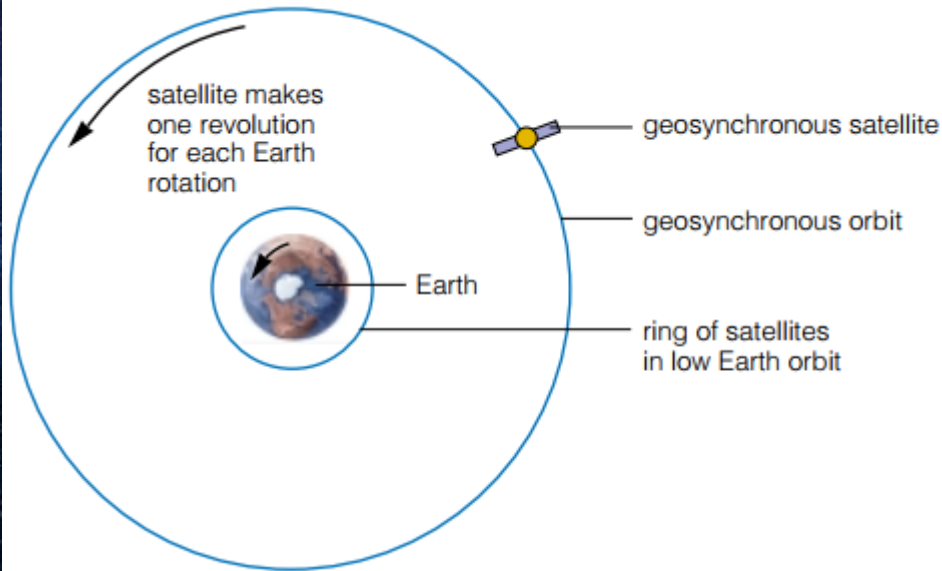 satellite makes
one revolution
for each Earth
rotation
geosynchronous satellite
geosynchronous orbit
Earth
ring of satellites
in low Earth orbit